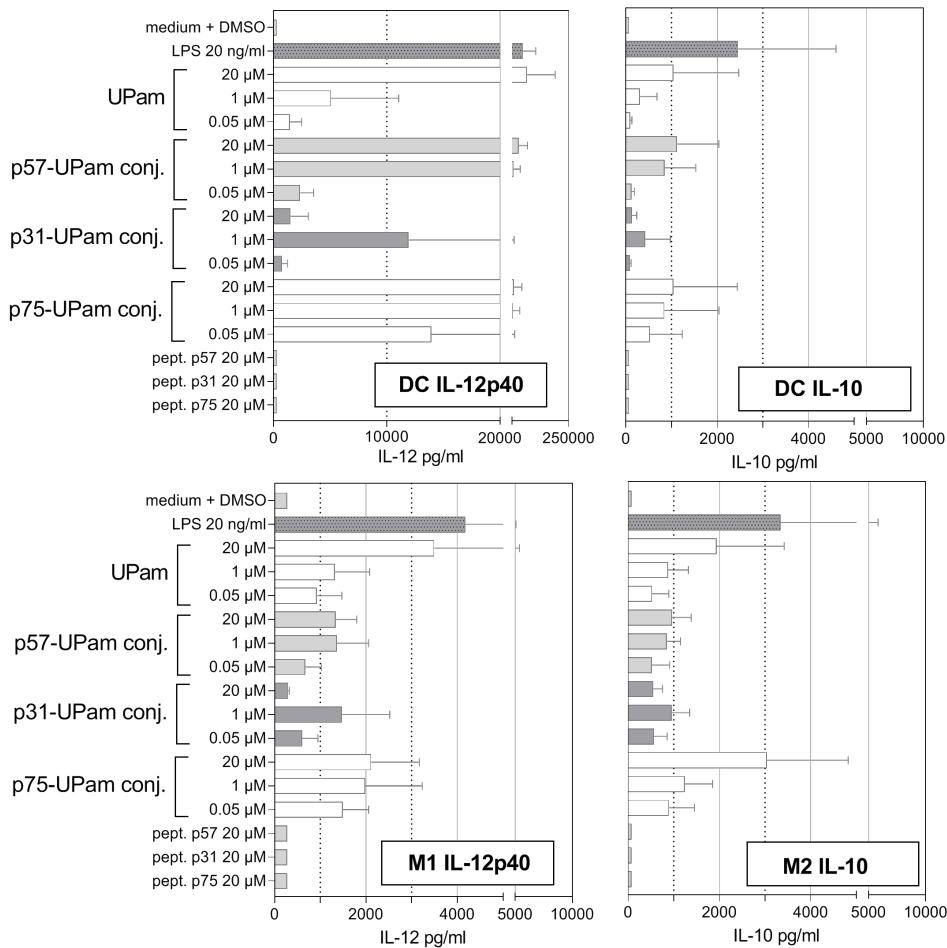 medium + DMSO
LPS 20 ng/ml
UPam
20 µM
1 µM
0.05 µM
p57-UPam conj.
20 µM
1 µM
0.05 µM
p31-UPam conj.
20 µM
1 µM
0.05 µM
p75-UPam conj.
20 µM
1 µM
0.05 µM
pept. p57 20 µM
pept. p31 20 µM
pept. p75 20 µM
DC IL-12p40
0 10000 20000 250000
IL-12 pg/ml
DC IL-10
0 2000 4000 5000 10000
IL-10 pg/ml
medium + DMSO
LPS 20 ng/ml
UPam
20 µM
1 µM
0.05 µM
p57-UPam conj.
20 µM
1 µM
0.05 µM
p31-UPam conj.
20 µM
1 µM
0.05 µM
p75-UPam conj.
20 µM
1 µM
0.05 µM
pept. p57 20 µM
pept. p31 20 µM
pept. p75 20 µM
M1 IL-12p40
0 2000 4000 5000 10000
IL-12 pg/ml
M2 IL-10
0 2000 4000 5000 10000
IL-10 pg/ml